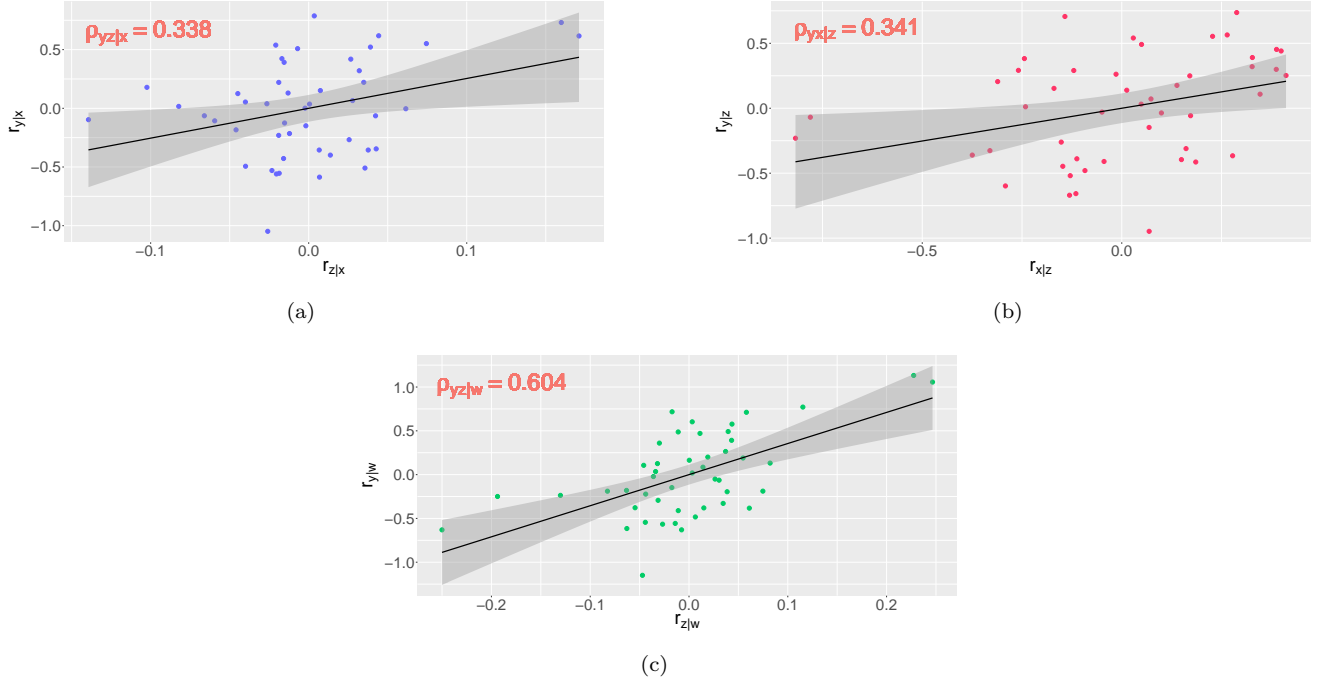 ρyz|x = 0.338
0.5
0.0
−0.5
−1.0
ry|x
−0.1
0.0
0.1
rz|x
(a)
ρyx|z = 0.341
0.5
0.0
−0.5
−1.0
ry|z
−0.5
0.0
rx|z
(b)
ρyz|w = 0.604
1.0
0.5
0.0
−0.5
−1.0
ry|w
−0.2
−0.1
0.0
0.1
0.2
rz|w
(c)